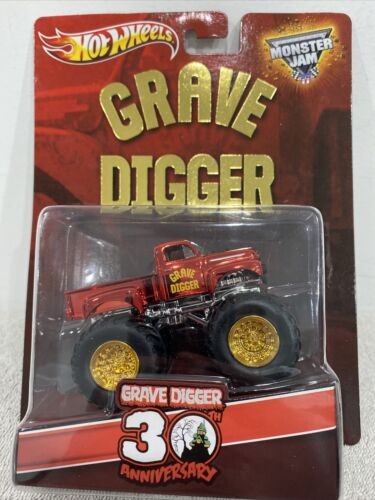 HOT WHEELS
MONSTER
JAM
GRAVE
DIGGER
GRAVE
DIGGER
GRAVE DIGGER
30TH
ANNIVERSARY